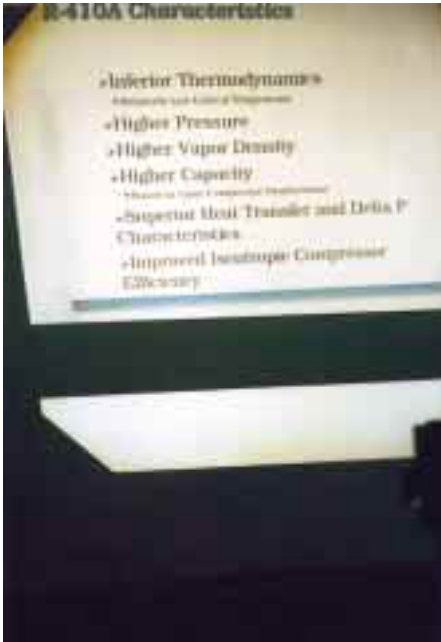 R-410A Characteristics
•Inferior Thermodynamics
•Higher Pressure
•Higher Vapor Density
•Higher Capacity
•Superior Heat Transfer and Delta P
Characteristics
•Improved Isentropic Compressor
Efficiency